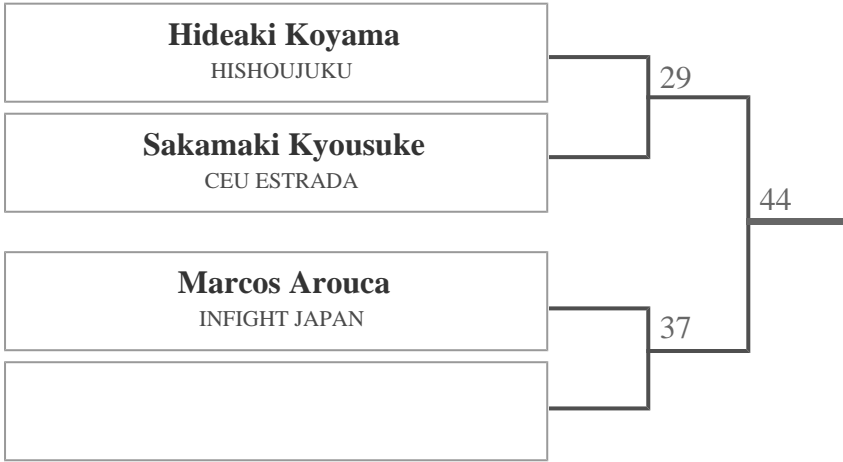 Hideaki Koyama
HISHOUJUKU
29
Sakamaki Kyousuke
CEU ESTRADA
44
Marcos Arouca
INFIGHT JAPAN
37